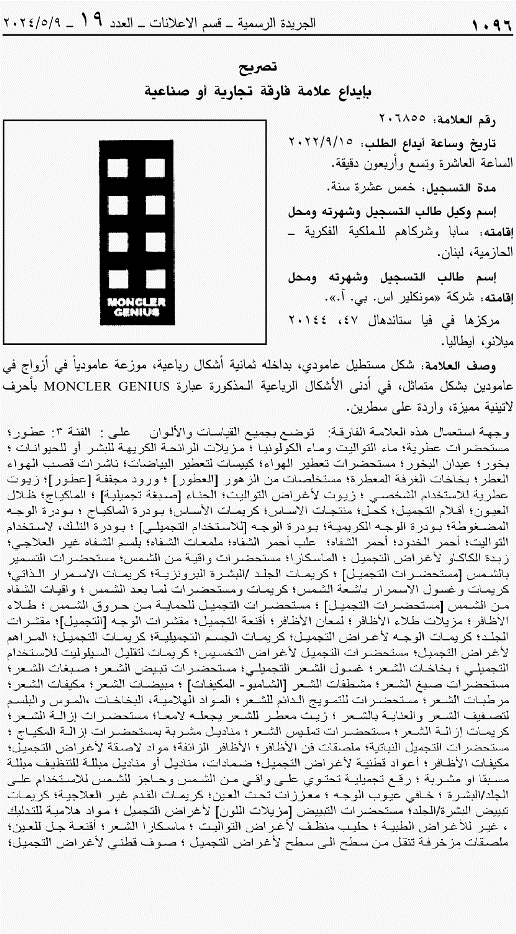 ١٠٩٦
الجريدة الرسمية – قسم الاعلانات – العدد ١٩ – ٢٠٢٤/٥/٩
تصريح
بإيداع علامة فارقة تجارية أو صناعية
رقم العلامة: ٢٠٦٨٥٥
تاريخ وساعة أيداع الطلب: ٢٠٢٢/٩/١٥
الساعة العاشرة وتسع وأربعون دقيقة.
مدة التسجيل: خمس عشرة سنة.
إسم وكيل طالب التسجيل وشهرته ومحل
إقامته: سابا وشركاهم للملكية الفكرية –
الحازمية، لبنان.
إسم طالب التسجيل وشهرته ومحل
إقامته: شركة «مونكلير اس. بي. آ.».
مركزها في فيا ستاندهال ٤٧، ٢٠١٤٤
ميلانو، ايطاليا.
MONCLER
GENIUS
وصف العلامة: شكل مستطيل عامودي، بداخله ثمانية أشكال رباعية، موزعة عامودياً في أزواج في
عامودين بشكل متماثل، في أدنى الأشكال الرباعية المذكورة عبارة MONCLER GENIUS بأحرف
لاتينية مميزة، واردة على سطرين.
وجهة استعمال هذه العلامة الفارقة: توضع بجميع القياسات والألوان على : الفئة ٣: عطور؛
مستحضرات عطرية؛ ماء التواليت وماء الكولونيا ؛ مزيلات الرائحة الكريهة للبشر أو للحيوانات ؛
بخور؛ عيدان البخور؛ مستحضرات تعطير الهواء؛ كبيسات لتعطير البياضات؛ ناشرات قصب الهواء
العطر؛ بخاخات الغرفة المعطرة؛ مستخلصات من الزهور [العطور] ؛ ورود مجففة [عطور]؛ زيوت
عطرية للاستخدام الشخصي ؛ زيوت لأغراض التواليت؛ الحناء [صبغة تجميلية] ؛ الماكياج؛ ظلال
العيون؛ أقلام التجميل؛ كحل؛ منتجات الاساس؛ كريمات الأساس؛ بودرة الماكياج ؛ بودرة الوجه
المضغوطة؛ بودرة الوجه الكريمية؛ بودرة الوجه [للاستخدام التجميلي] ؛ بودرة التلك، لاستخدام
التواليت؛ أحمر الخدود؛ أحمر الشفاه؛ علب أحمر الشفاه؛ ملمعات الشفاه؛ بلسم الشفاه غير العلاجي؛
زبدة الكاكاو لأغراض التجميل ؛ الماسكارا؛ مستحضرات واقية من الشمس؛ مستحضرات التسمير
بالشمس [مستحضرات التجميل] ؛ كريمات الجلد /البشرة البرونزية؛ كريمات الاسمرار الذاتي؛
كريمات وغسول الاسمرار باشعة الشمس؛ كريمات ومستحضرات لما بعد الشمس ؛ واقيات الشفاه
من الشمس [مستحضرات التجميل] ؛ مستحضرات التجميل للحماية من حروق الشمس ؛ طلاء
الأظافر؛ مزيلات طلاء الأظافر؛ لمعان الأظافر؛ أقنعة التجميل؛ مقشرات الوجه [التجميل]؛ مقشرات
الجلد؛ كريمات الوجه لأغراض التجميل؛ كريمات الجسم التجميلية؛ كريمات التجميل؛ المراهم
لأغراض التجميل؛ مستحضرات التجميل لأغراض التخسيس؛ كريمات لتقليل السيلوليت للاستخدام
التجميلي ؛ بخاخات الشعر؛ غسول الشعر التجميلي؛ مستحضرات تبيض الشعر؛ صبغات الشعر؛
مستحضرات صبغ الشعر؛ مشطفات الشعر [الشامبو- المكيفات] ؛ مبيضات الشعر؛ مكيفات الشعر؛
مرطبات الشعر ؛ مستحضرات للتمويج الدائم للشعر؛ المواد الهلامية، البخاخات ،الموس والبلسم
لتصفيف الشعر والعناية بالشعر ؛ زيت معطر للشعر يجعله لامعا؛ مستحضرات إزالة الشعر؛
كريمات إزالة الشعر ؛ مستحضرات تمليس الشعر؛ مناديل مشربة بمستحضرات إزالة المكياج ؛
مستحضرات التجميل النباتية؛ ملصقات فن الأظافر؛ الأظافر الزائفة؛ مواد لاصقة لأغراض التجميل؛
مكيفات الأظافر؛ أعواد قطنية لأغراض التجميل؛ ضمادات، مناديل أو مناديل مبللة للتنظيف مبللة
مسبقا او مشربة ؛ رقع تجميلية تحتوي على واقي من الشمس وحاجز للشمس للاستخدام على
الجلد/البشرة ؛ خافي عيوب الوجه ؛ معززات تحت العين؛ كريمات القدم غير العلاجية؛ كريمات
تبييض البشرة/الجلد؛ مستحضرات التبييض [مزيلات اللون] لأغراض التجميل ؛ مواد هلامية للتدليك
، غير للأغراض الطبية ؛ حليب منظف لأغراض التواليت ؛ ماسكارا الشعر؛ أقنعة جل للعين؛
ملصقات مزخرفة تنقل من سطح الى سطح لأغراض التجميل ؛ صوف قطني لأغراض التجميل؛